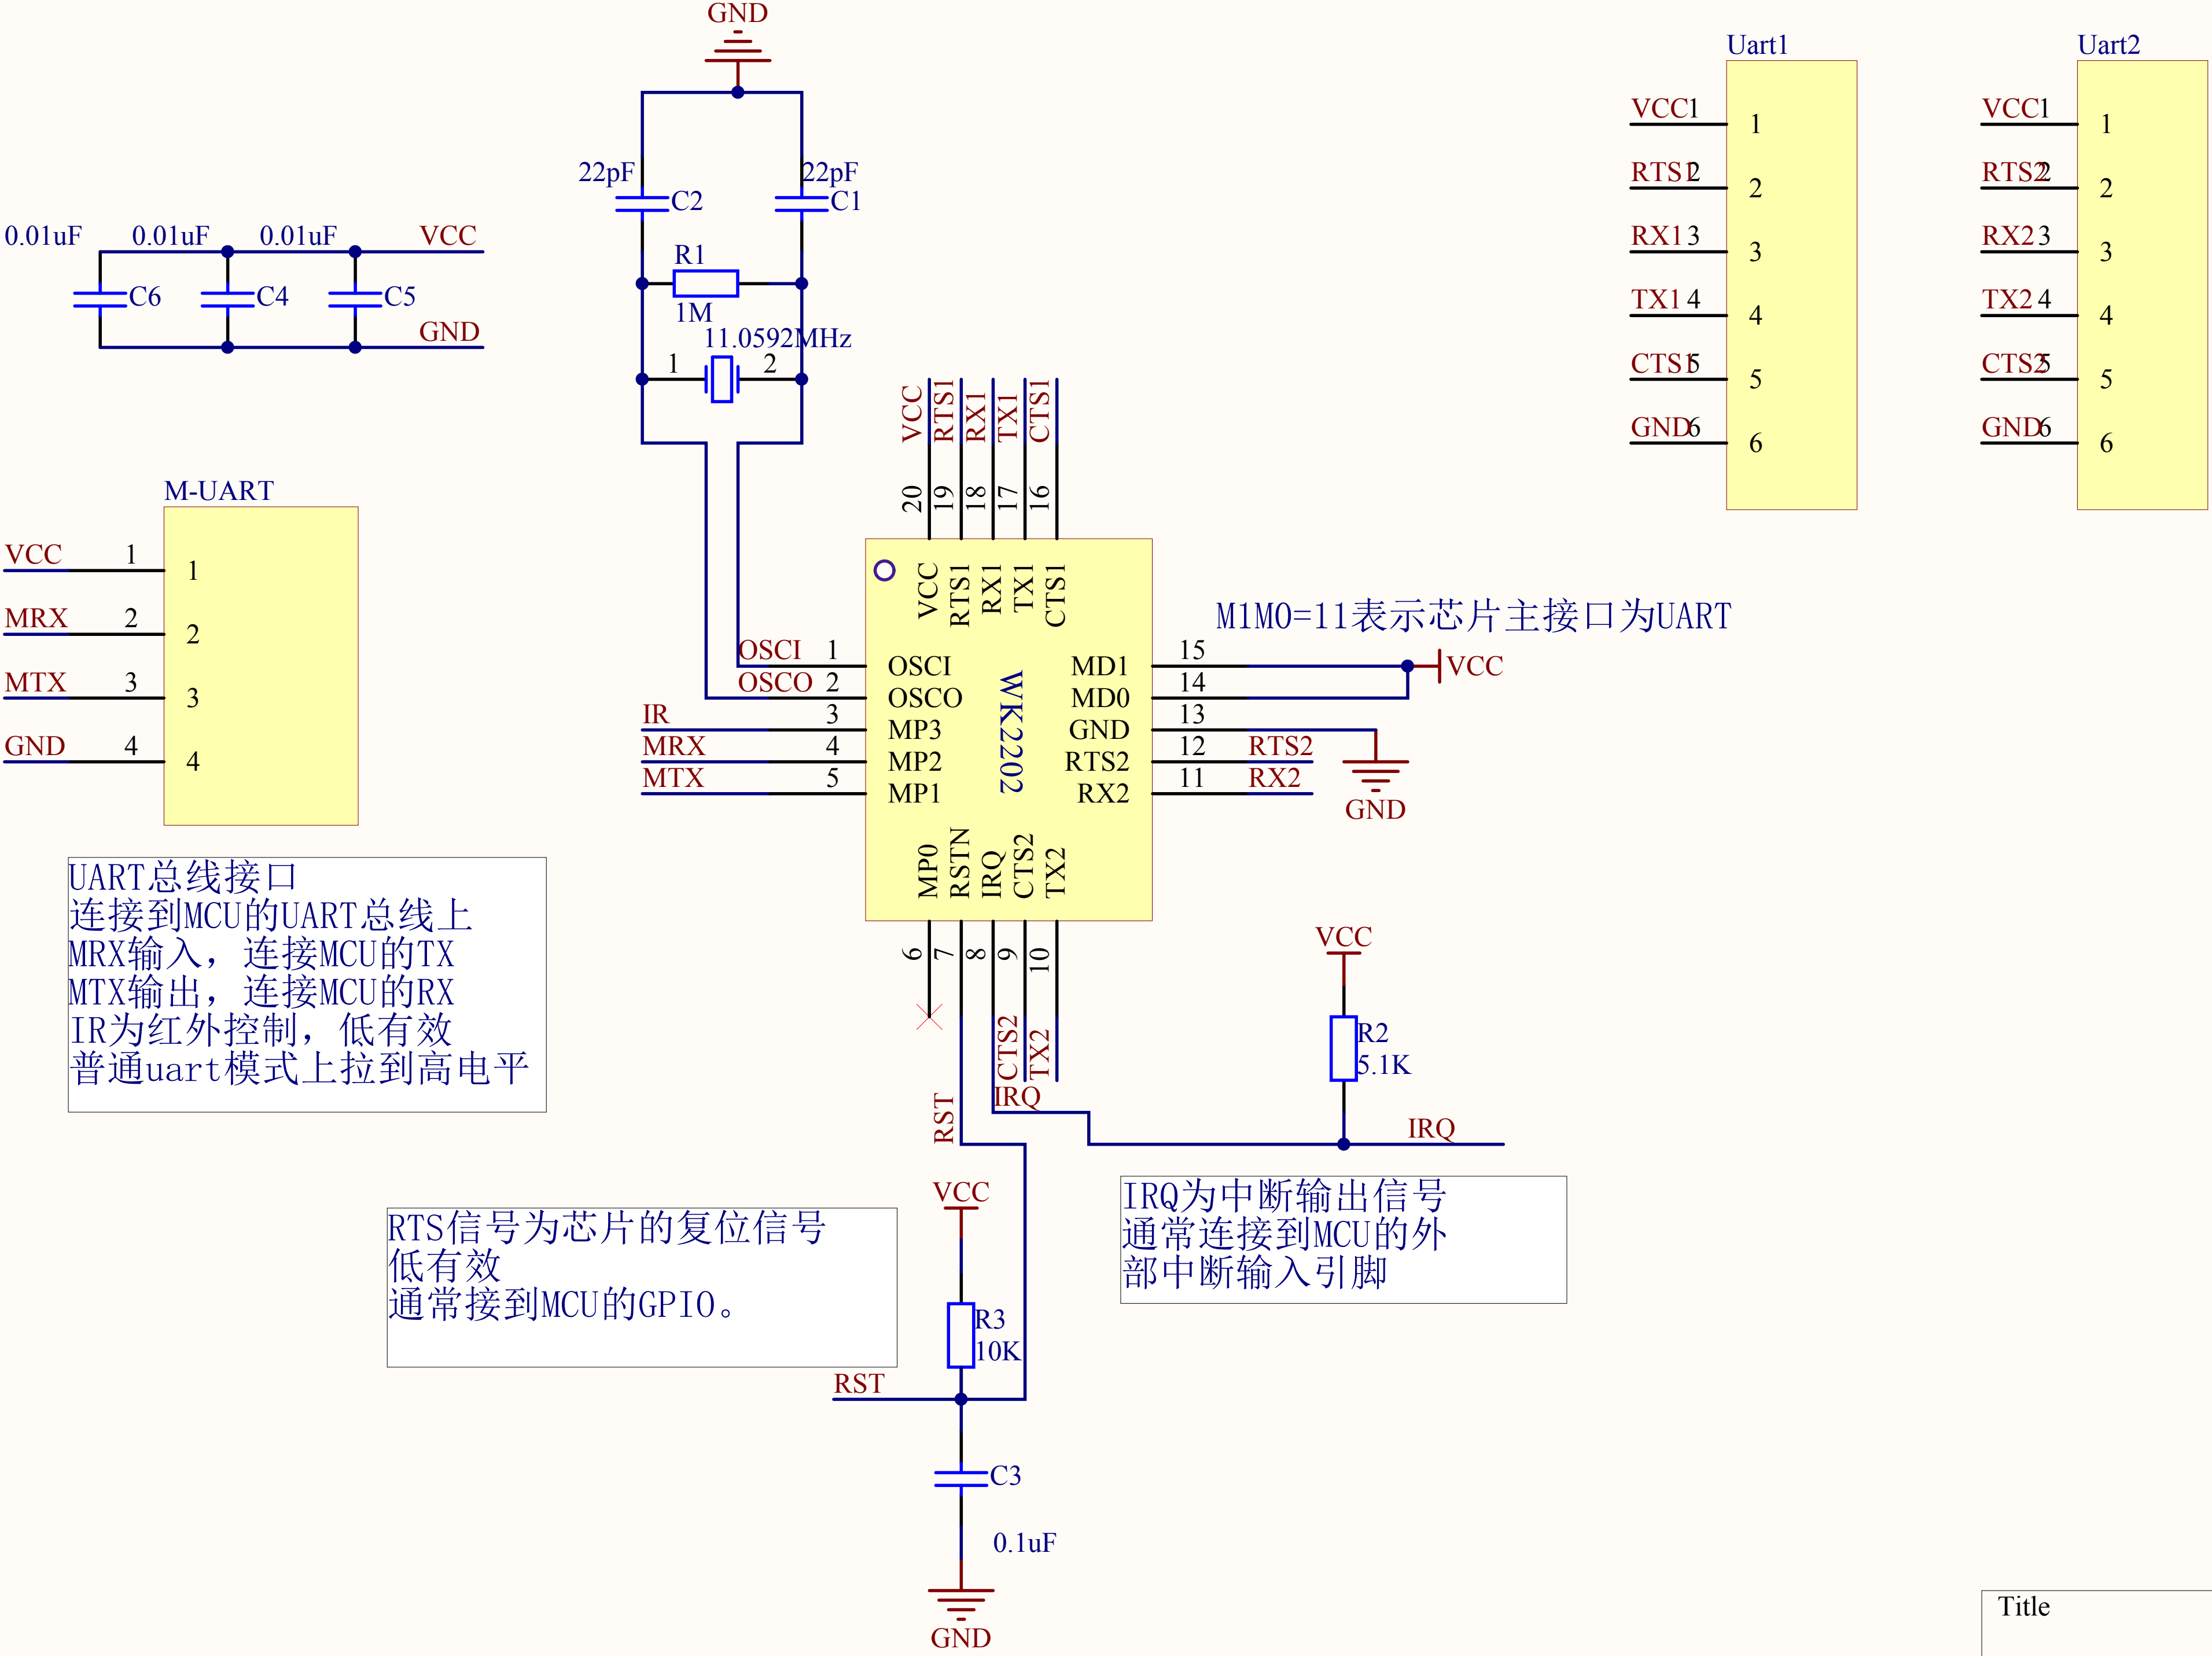 GND
22pF
C2
22pF
C1
R1
1M
11.0592MHz
1
2
0.01uF
0.01uF
0.01uF
VCC
C6
C4
C5
GND
Uart1
VCC 1
1
RTS1 2
2
RX1 3
3
TX1 4
4
CTS1 5
5
GND 6
6
Uart2
VCC 1
1
RTS2 2
2
RX2 3
3
TX2 4
4
CTS2 5
5
GND 6
6
M-UART
VCC 1
1
MRX 2
2
MTX 3
3
GND 4
4
VCC
RTS1
RX1
TX1
CTS1
20
19
18
17
16
VCC
RTS1
RX1
TX1
CTS1
OSCI 1
OSCI
OSCO 2
OSCO
IR 3
MP3
MRX 4
MP2
MTX 5
MP1
WK2202
M1M0=11表示芯片主接口为UART
MD1
15
VCC
MD0
14
GND
13
RTS2
12
RTS2
RX2
11
RX2
GND
MP0
RSTN
IRQ
CTS2
TX2
6
7
8
9
10
CTS2
TX2
RST
IRQ
VCC
R2
5.1K
IRQ
UART总线接口
连接到MCU的UART总线上
MRX输入，连接MCU的TX
MTX输出，连接MCU的RX
IR为红外控制，低有效
普通uart模式上拉到高电平
RTS信号为芯片的复位信号
低有效
通常接到MCU的GPIO。
IRQ为中断输出信号
通常连接到MCU的外
部中断输入引脚
VCC
R3
10K
RST
C3
0.1uF
GND
Title